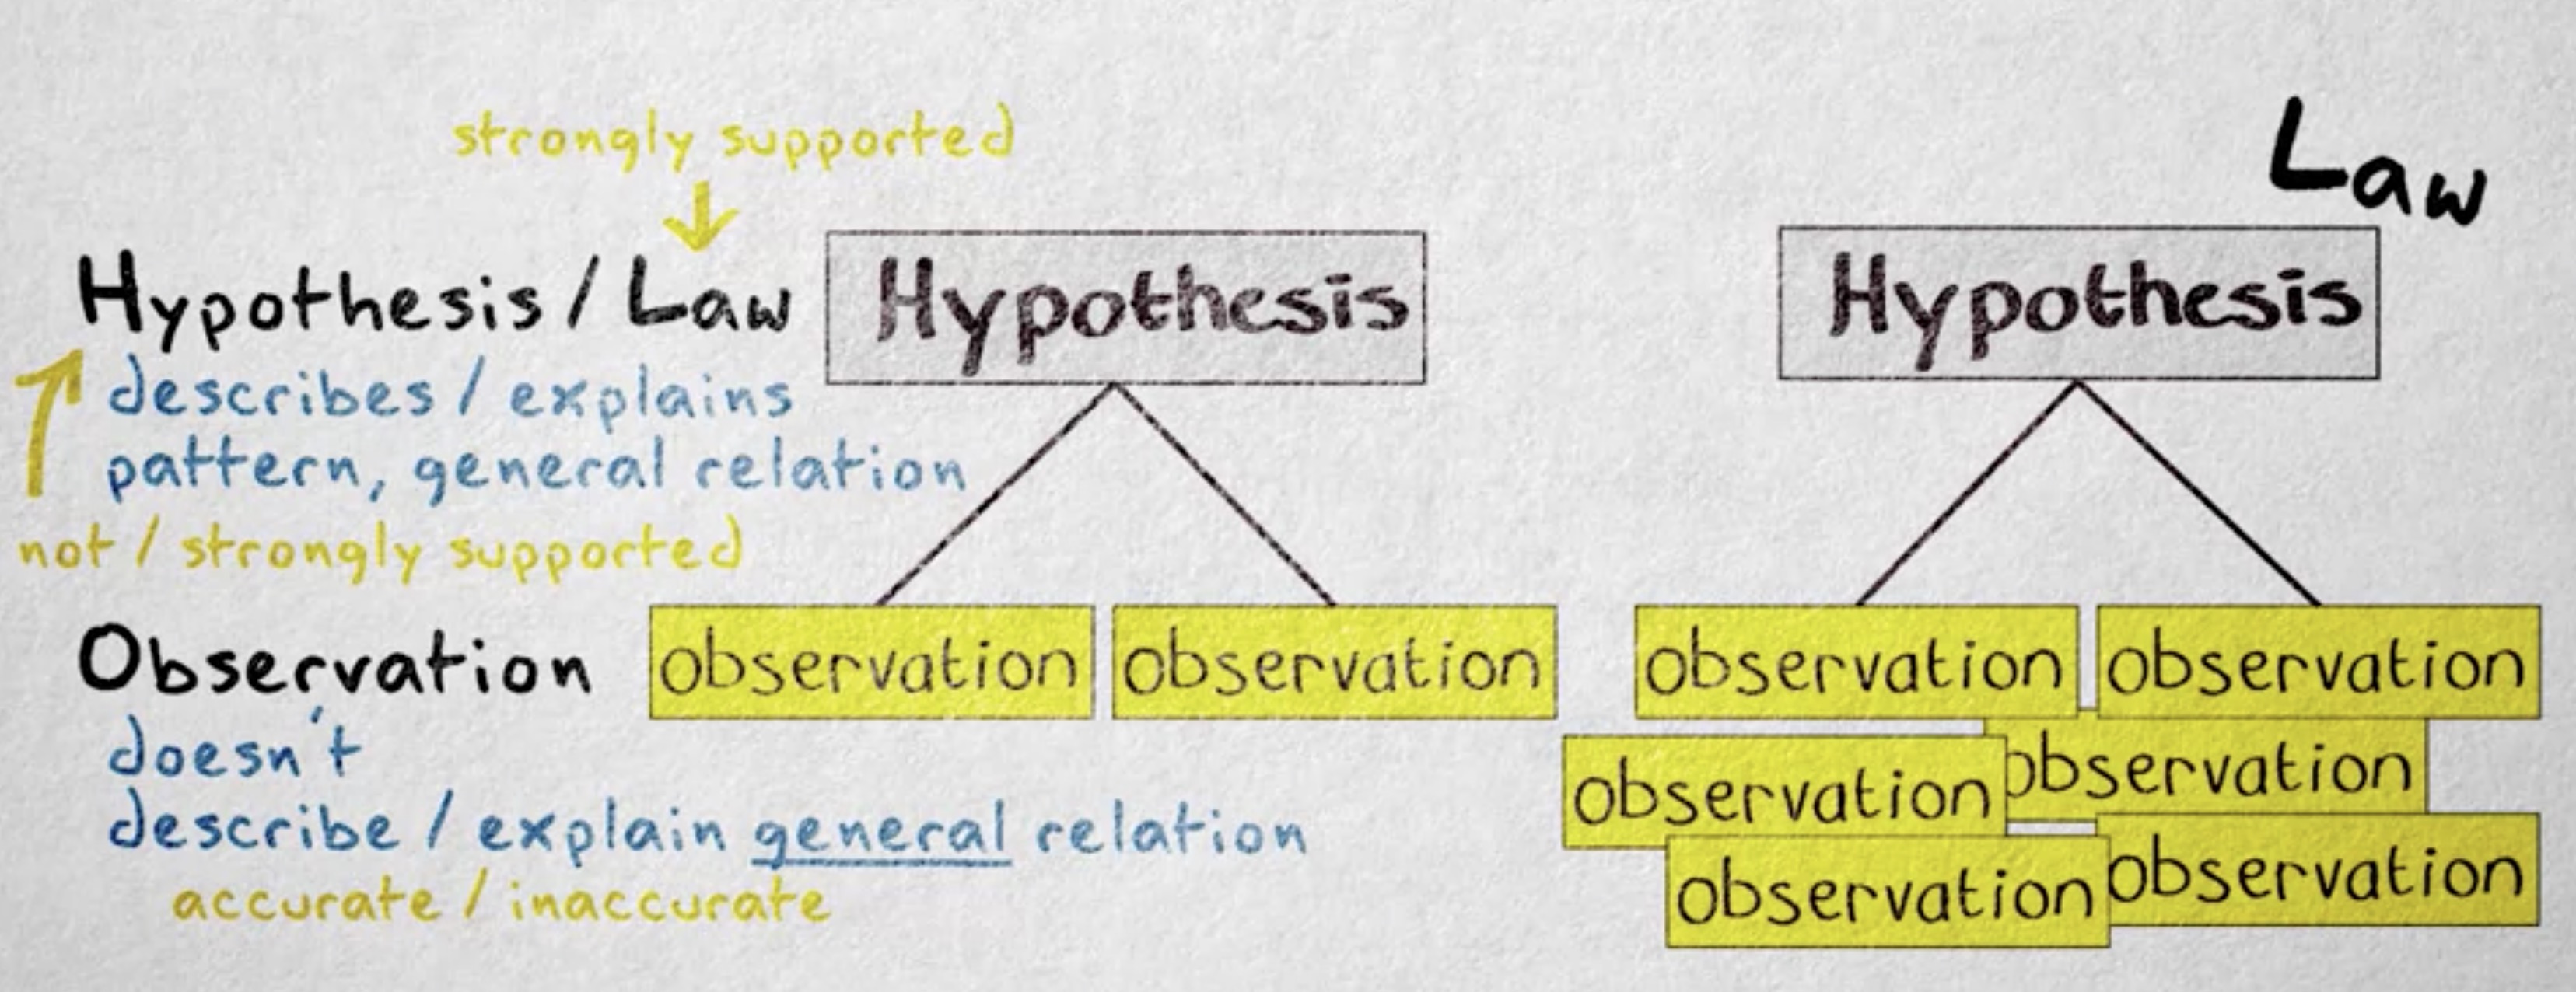 strongly supported
Law
Hypothesis / Law
Hypothesis
Hypothesis
describes / explains
pattern, general relation
not / strongly supported
Observation
observation
observation
observation
observation
doesn't
observation
observation
describe / explain general relation
accurate / inaccurate
observation
observation